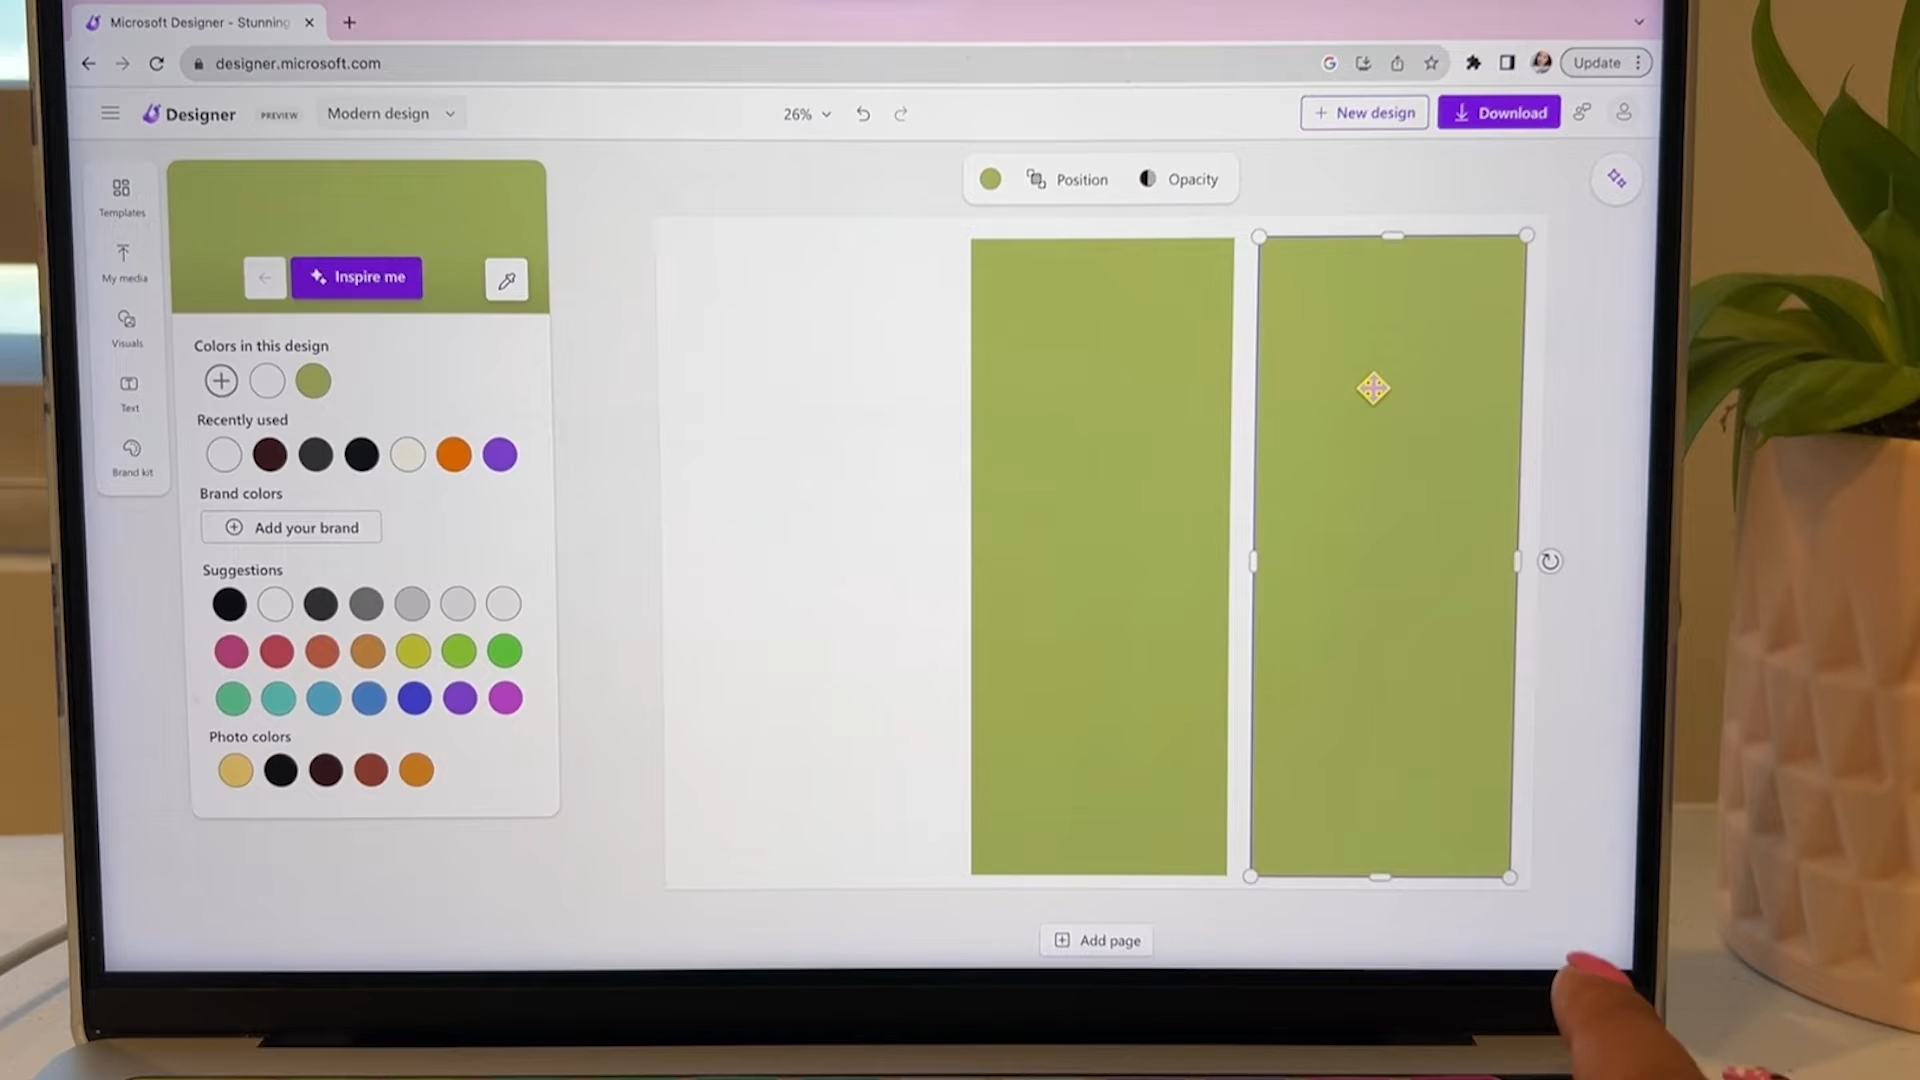 Microsoft Designer - Stunning
designer.microsoft.com
Update
Designer PREVIEW Modern design
26%
New design
Download
Templates
My media
Visuals
Text
Brand kit
Inspire me
Colors in this design
Recently used
Brand colors
Add your brand
Suggestions
Photo colors
Position
Opacity
Add page